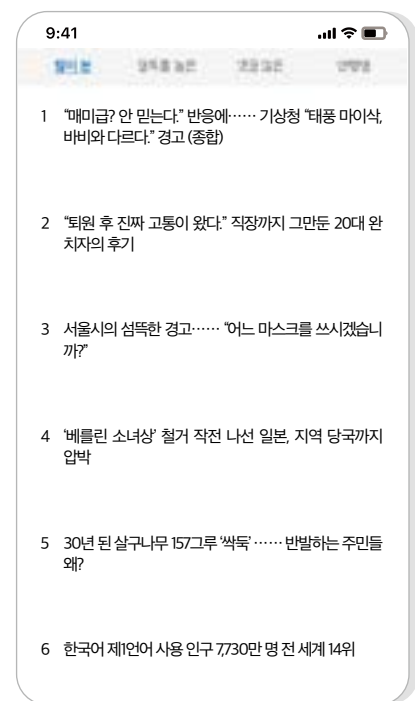 9:41
1 “매미급? 안 믿는다.” 반응에…… 기상청 “태풍 마이삭,
바비와 다르다.” 경고 (종합)
2 “퇴원 후 진짜 고통이 왔다.” 직장까지 그만둔 20대 완
치자의 후기
3 서울시의 섬뜩한 경고…… “어느 마스크를 쓰시겠습니
까?”
4 ‘베를린 소녀상’ 철거 작전 나선 일본, 지역 당국까지
압박
5 30년 된 살구나무 157그루 ‘싹둑’…… 반발하는 주민들
왜?
6 한국어 제1언어 사용 인구 7,730만 명 전 세계 14위